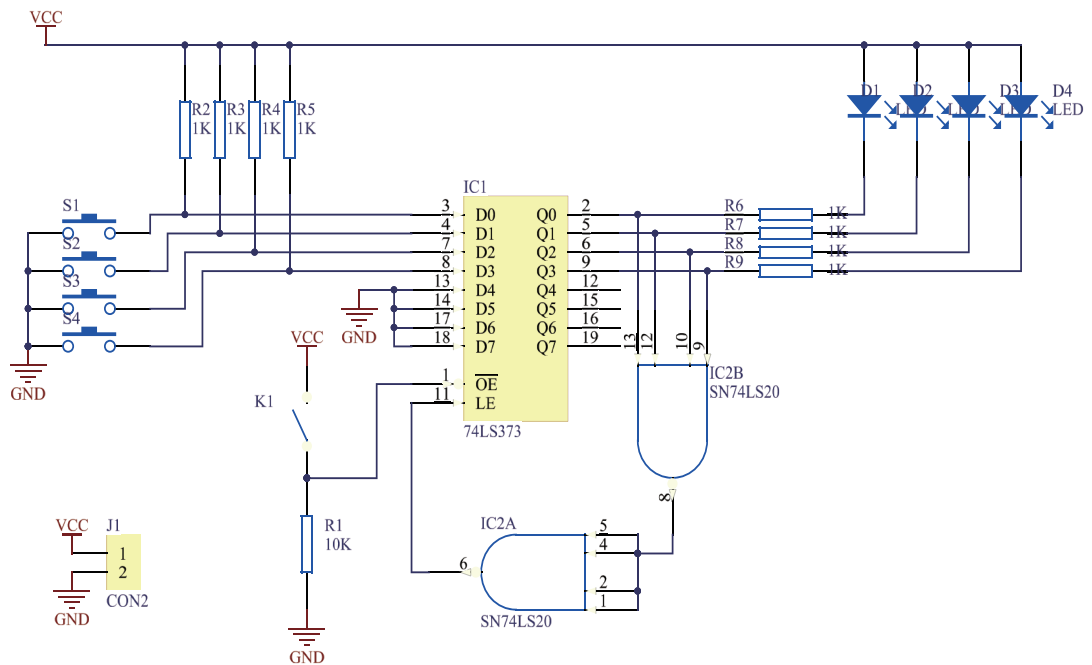 VCC
D1
D2
D3
D4
LED
LED
LED
LED
R2
1K
R3
1K
R4
1K
R5
1K
IC1
S1
S2
S3
S4
GND
3
4
7
8
13
14
17
18
1
11
D0
D1
D2
D3
D4
D5
D6
D7
OE
LE
Q0
Q1
Q2
Q3
Q4
Q5
Q6
Q7
2
5
6
9
12
15
16
19
74LS373
R6
1K
R7
1K
R8
1K
R9
1K
GND
VCC
K1
13
12
10
9
IC2B
SN74LS20
8
R1
10K
GND
IC2A
5
4
2
1
6
SN74LS20
VCC
J1
1
2
CON2
GND